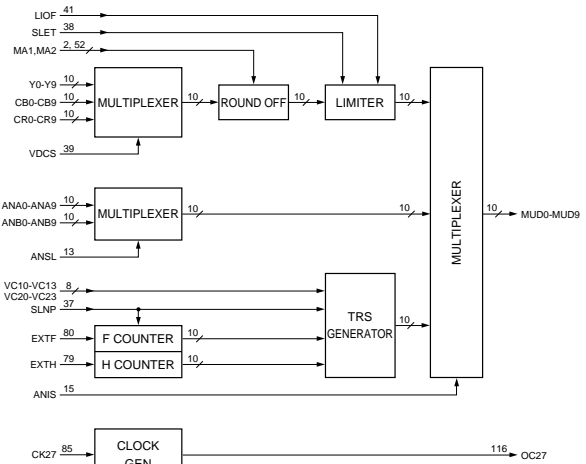 LIOF 41
SLET 38
MA1,MA2 2, 52
Y0-Y9 10
CB0-CB9 10
CR0-CR9 10
MULTIPLEXER
10
ROUND OFF
10
LIMITER
10
VDCS 39
ANA0-ANA9 10
ANB0-ANB9 10
MULTIPLEXER
10
10
ANSL 13
MULTIPLEXER
10
MUD0-MUD9
VC10-VC13 8
VC20-VC23
SLNP 37
EXTF 80
F COUNTER
10
EXTH 79
H COUNTER
10
TRS
GENERATOR
10
ANIS 15
CK27 85
CLOCK
GEN
116 OC27